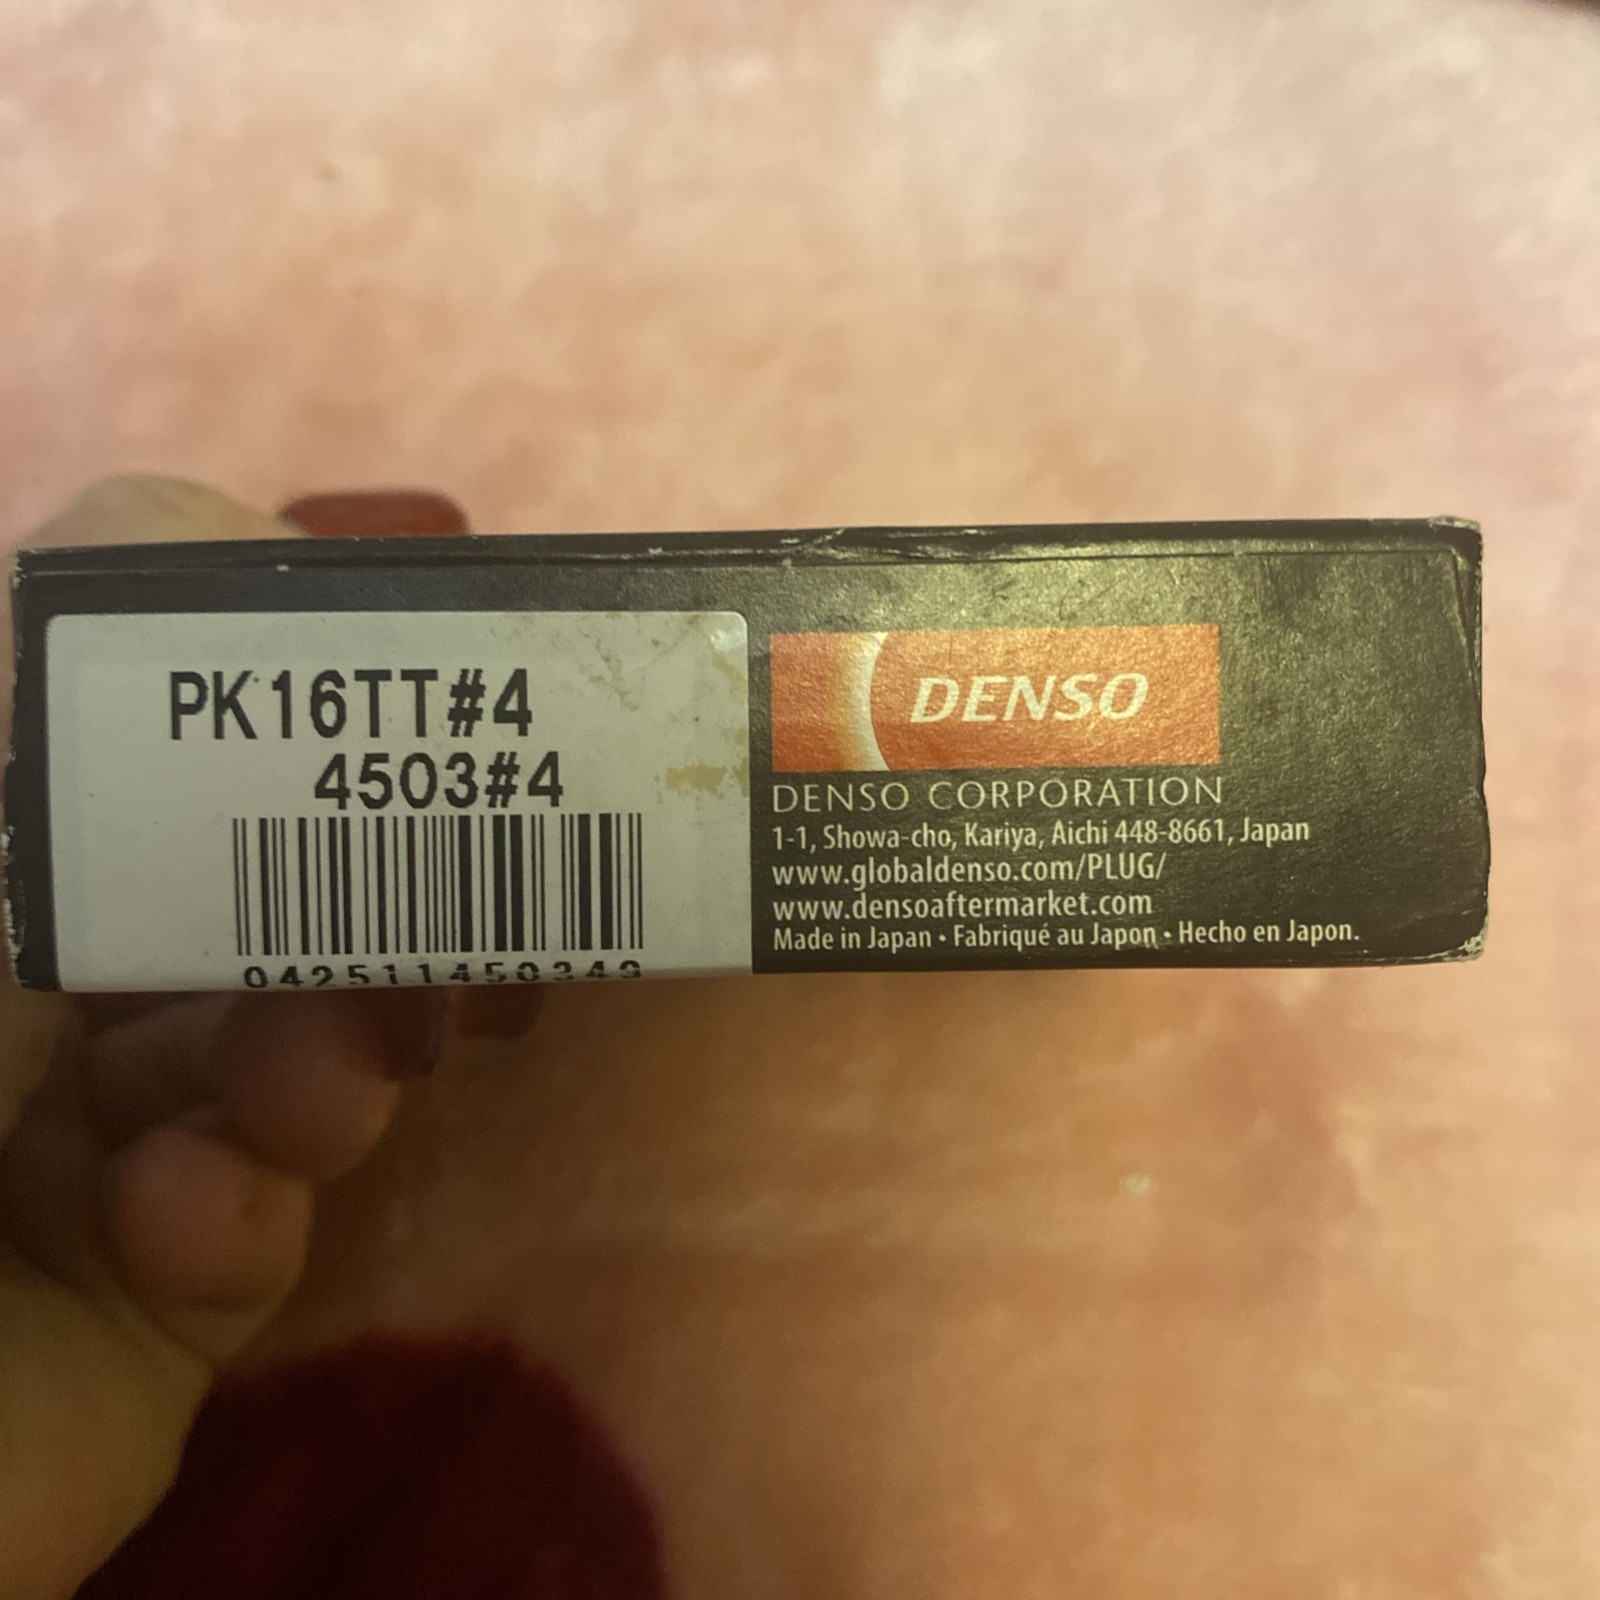 PK16TT#4
4503#4
042511450349
DENSO
DENSO CORPORATION
1-1, Showa-cho, Kariya, Aichi 448-8661, Japan
www.globaldenso.com/PLUG/
www.densoaftermarket.com
Made in Japan • Fabriqué au Japon • Hecho en Japon.